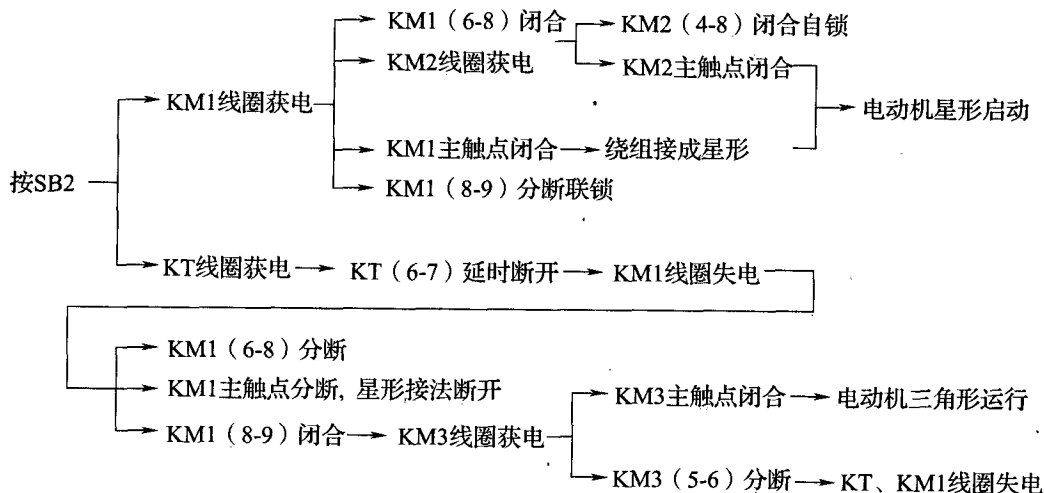 KM1（6-8）闭合
KM2（4-8）闭合自锁
KM2线圈获电
KM2主触点闭合
KM1线圈获电
电动机星形启动
KM1主触点闭合
绕组接成星形
按SB2
KM1（8-9）分断联锁
KT线圈获电
KT（6-7）延时断开
KM1线圈失电
KM1（6-8）分断
KM1主触点分断, 星形接法断开
KM3主触点闭合
电动机三角形运行
KM1（8-9）闭合
KM3线圈获电
KM3（5-6）分断
KT、KM1线圈失电